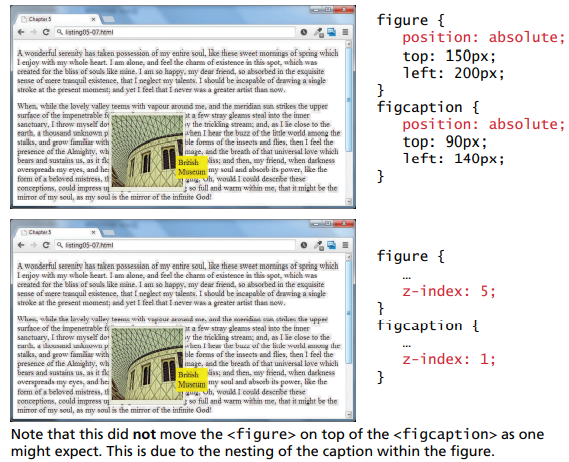 Chapter 5
listing05-07.html
A wonderful serenity has taken possession of my entire soul, like these sweet mornings of spring which
I enjoy with my whole heart. I am alone, and feel the charm of existence in this spot, which was
created for the bliss of souls like mine. I am so happy, my dear friend, so absorbed in the exquisite
sense of mere tranquil existence, that I neglect my talents. I should be incapable of drawing a single
stroke at the present moment; and yet I feel that I never was a greater artist than now.
When, while the lovely valley teems with vapour around me, and the meridian sun strikes the upper
surface of the impenetrable fo at a few stray gleams steal into the inner
sanctuary, I throw myself do by the trickling stream; and, as I lie close to the
earth, a thousand unknown p when I hear the buzz of the little world among the
stalks, and grow familiar with ble forms of the insects and flies, then I feel the
presence of the Almighty, wh mage, and the breath of that universal love which
bears and sustains us, as it flo liss; and then, my friend, when darkness
overspreads my eyes, and he my soul and absorb its power, like the
form of a beloved mistress, t ging, Oh, would I could describe these
conceptions, could impress u so full and warm within me, that it might be the
mirror of my soul, as my soul is the mirror of the infinite God!
British
Museum
figure {
position: absolute;
top: 150px;
left: 200px;
}
figcaption {
position: absolute;
top: 90px;
left: 140px;
}
Chapter 5
listing05-07.html
A wonderful serenity has taken possession of my entire soul, like these sweet mornings of spring which
I enjoy with my whole heart. I am alone, and feel the charm of existence in this spot, which was
created for the bliss of souls like mine. I am so happy, my dear friend, so absorbed in the exquisite
sense of mere tranquil existence, that I neglect my talents. I should be incapable of drawing a single
stroke at the present moment; and yet I feel that I never was a greater artist than now.
When, while the lovely valley teems with vapour around me, and the meridian sun strikes the upper
surface of the impenetrable fo at a few stray gleams steal into the inner
sanctuary, I throw myself do by the trickling stream; and, as I lie close to the
earth, a thousand unknown p when I hear the buzz of the little world among the
stalks, and grow familiar with ble forms of the insects and flies, then I feel the
presence of the Almighty, wh mage, and the breath of that universal love which
bears and sustains us, as it flo liss; and then, my friend, when darkness
overspreads my eyes, and he my soul and absorb its power, like the
form of a beloved mistress, t ging, Oh, would I could describe these
conceptions, could impress u so full and warm within me, that it might be the
mirror of my soul, as my soul is the mirror of the infinite God!
British
Museum
figure {
…
z-index: 5;
}
figcaption {
…
z-index: 1;
}
Note that this did not move the <figure> on top of the <figcaption> as one
might expect. This is due to the nesting of the caption within the figure.